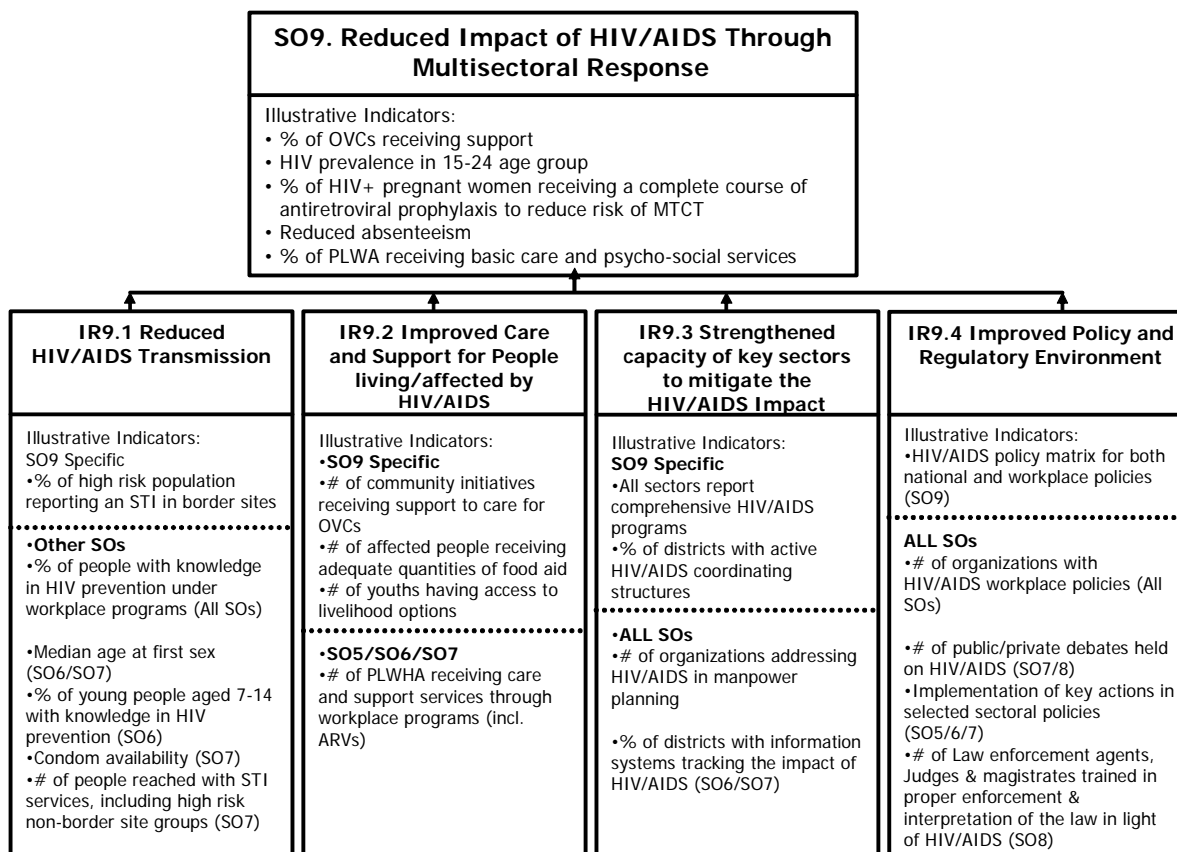 SO9. Reduced Impact of HIV/AIDS Through
Multisectoral Response
Illustrative Indicators:
• % of OVCs receiving support
• HIV prevalence in 15-24 age group
• % of HIV+ pregnant women receiving a complete course of
antiretroviral prophylaxis to reduce risk of MTCT
• Reduced absenteeism
• % of PLWA receiving basic care and psycho-social services
IR9.1 Reduced
HIV/AIDS Transmission
Illustrative Indicators:
SO9 Specific
•% of high risk population
reporting an STI in border sites
•Other SOs
•% of people with knowledge
in HIV prevention under
workplace programs (All SOs)
•Median age at first sex
(SO6/SO7)
•% of young people aged 7-14
with knowledge in HIV
prevention (SO6)
•Condom availability (SO7)
•# of people reached with STI
services, including high risk
non-border site groups (SO7)
IR9.2 Improved Care
and Support for People
living/affected by
HIV/AIDS
Illustrative Indicators:
•SO9 Specific
•# of community initiatives
receiving support to care for
OVCs
•# of affected people receiving
adequate quantities of food aid
•# of youths having access to
livelihood options
•SO5/SO6/SO7
•# of PLWHA receiving care
and support services through
workplace programs (incl.
ARVs)
IR9.3 Strengthened
capacity of key sectors
to mitigate the
HIV/AIDS Impact
Illustrative Indicators:
SO9 Specific
•All sectors report
comprehensive HIV/AIDS
programs
•% of districts with active
HIV/AIDS coordinating
structures
•ALL SOs
•# of organizations addressing
HIV/AIDS in manpower
planning
•% of districts with information
systems tracking the impact of
HIV/AIDS (SO6/SO7)
IR9.4 Improved Policy and
Regulatory Environment
Illustrative Indicators:
•HIV/AIDS policy matrix for both
national and workplace policies
(SO9)
ALL SOs
•# of organizations with
HIV/AIDS workplace policies (All
SOs)
•# of public/private debates held
on HIV/AIDS (SO7/8)
•Implementation of key actions in
selected sectoral policies
(SO5/6/7)
•# of Law enforcement agents,
Judges & magistrates trained in
proper enforcement &
interpretation of the law in light
of HIV/AIDS (SO8)